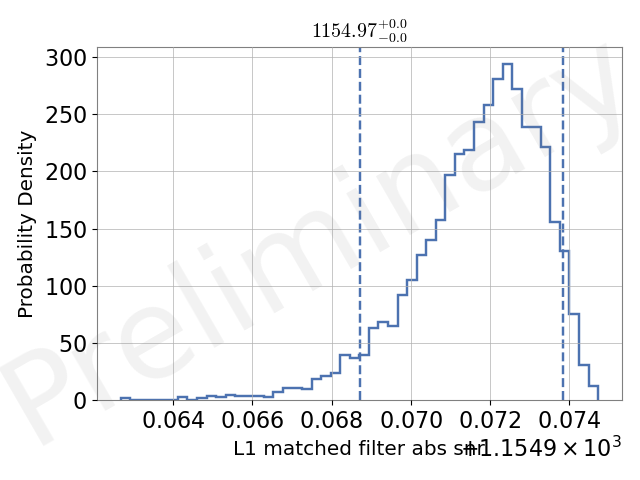 1154.97+0.0
−0.0
300
250
200
150
100
50
0
Probability Density
Preliminary
0.064 0.066 0.068 0.070 0.072 0.074
L1 matched filter abs snr
+1.1549 × 10³